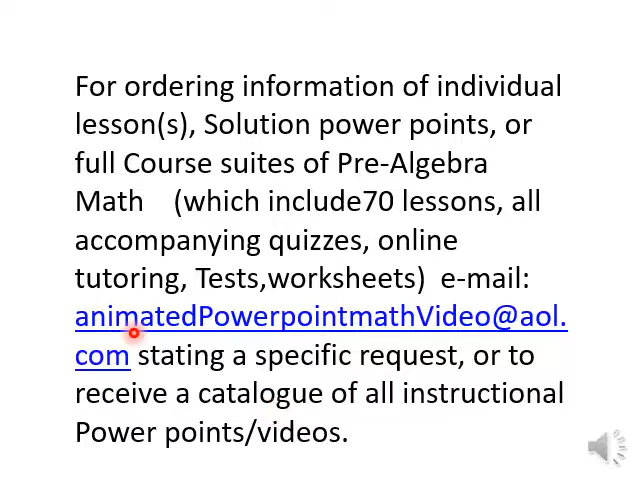 For ordering information of individual
lesson(s), Solution power points, or
full Course suites of Pre-Algebra
Math    (which include70 lessons, all
accompanying quizzes, online
tutoring, Tests,worksheets)  e-mail:
animatedPowerpointmathVideo@aol.
com stating a specific request, or to
receive a catalogue of all instructional
Power points/videos.